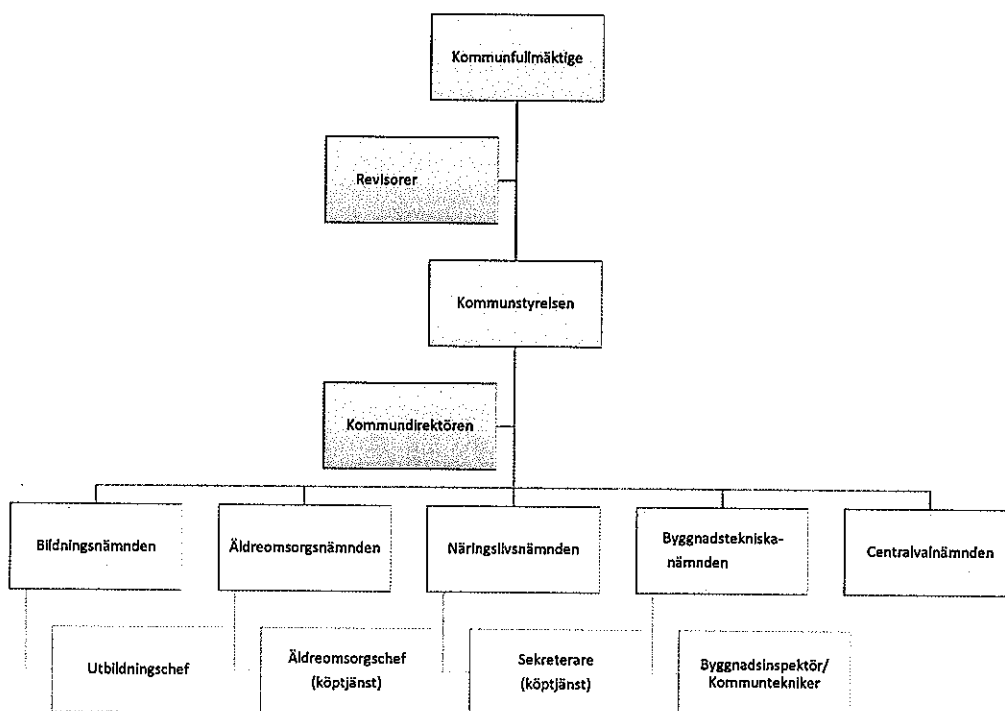 Kommunfullmäktige
Revisorer
Kommunstyrelsen
Kommundirektören
Bildningsnämnden
Äldreomsorgsnämnden
Näringslivsnämnden
Byggnadstekniska-
nämnden
Centralvalnämnden
Utbildningschef
Äldreomsorgschef
(köptjänst)
Sekreterare
(köptjänst)
Byggnadsinspektör/
Kommuntekniker